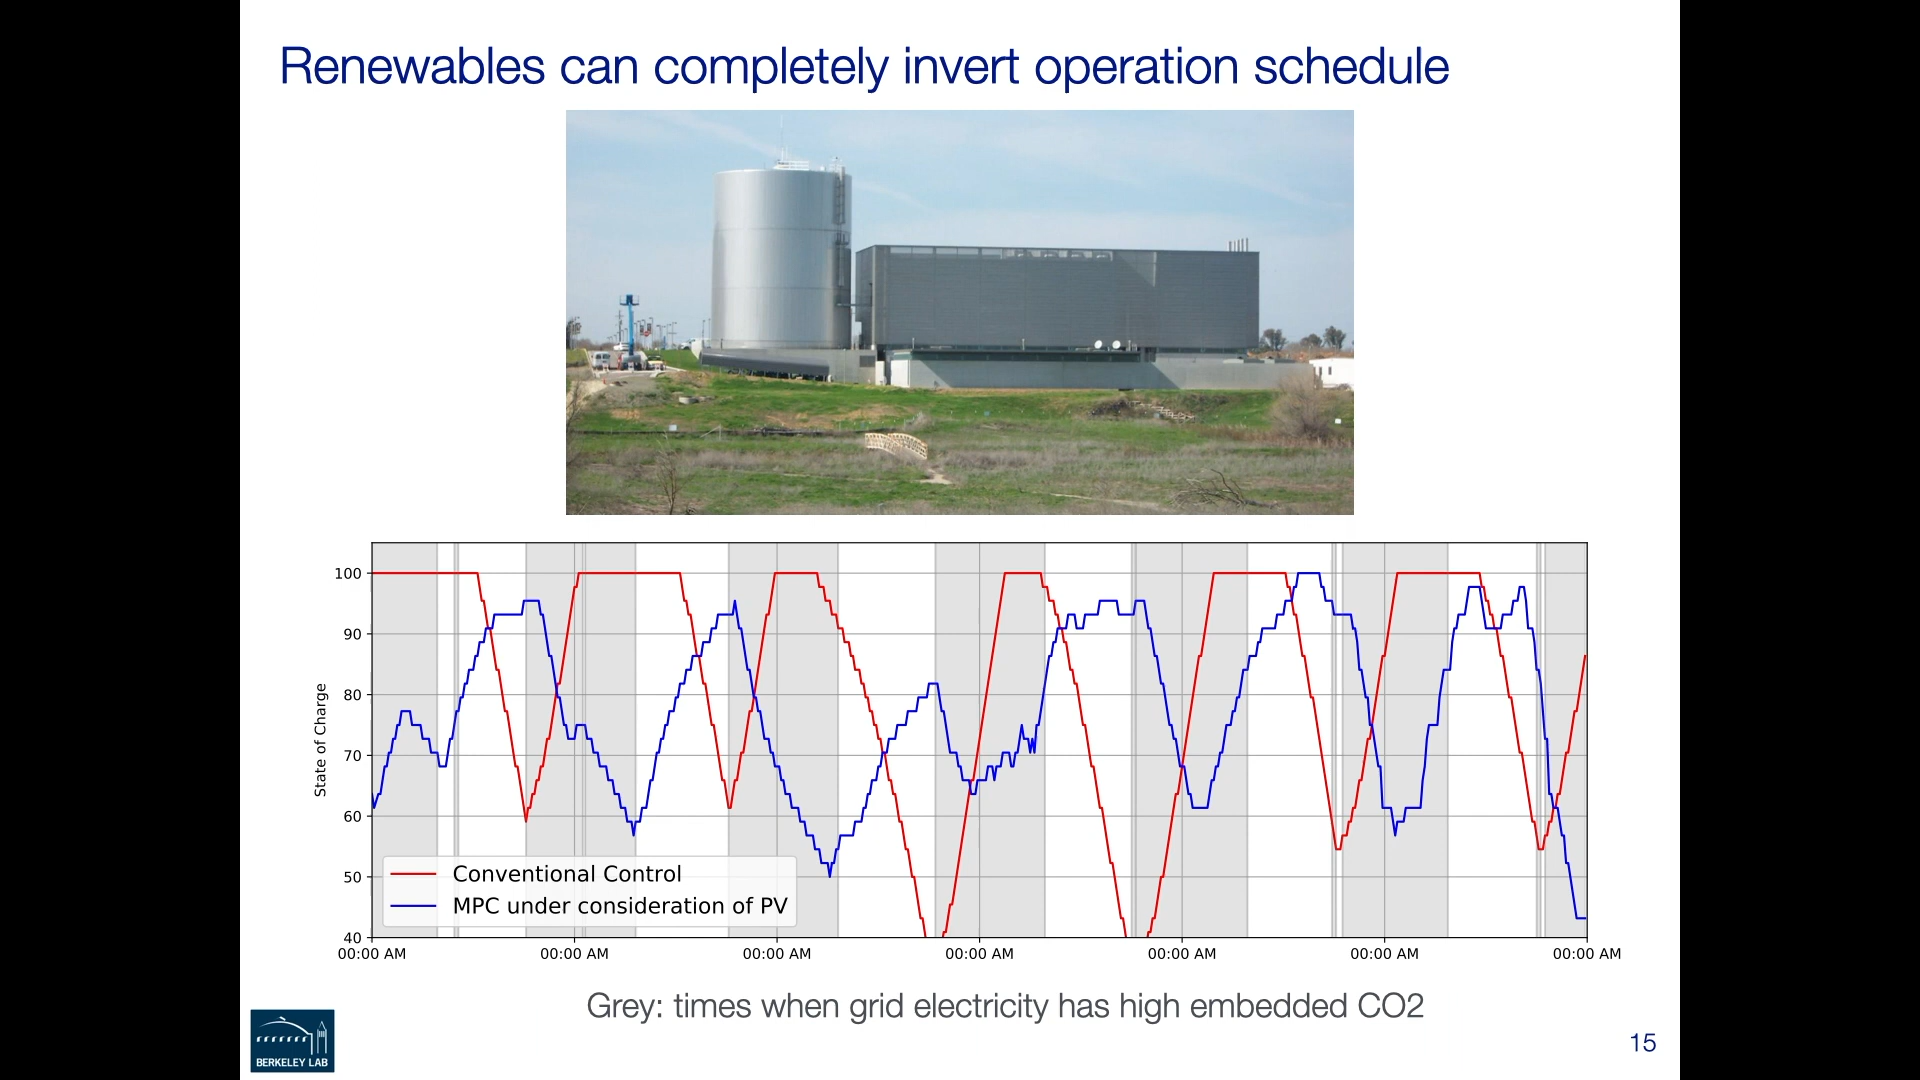 Renewables can completely invert operation schedule
100
90
80
70
60
50
40
State of Charge
Conventional Control
MPC under consideration of PV
00:00 AM 00:00 AM 00:00 AM 00:00 AM 00:00 AM 00:00 AM 00:00 AM
Grey: times when grid electricity has high embedded CO2
BERKELEY LAB
15